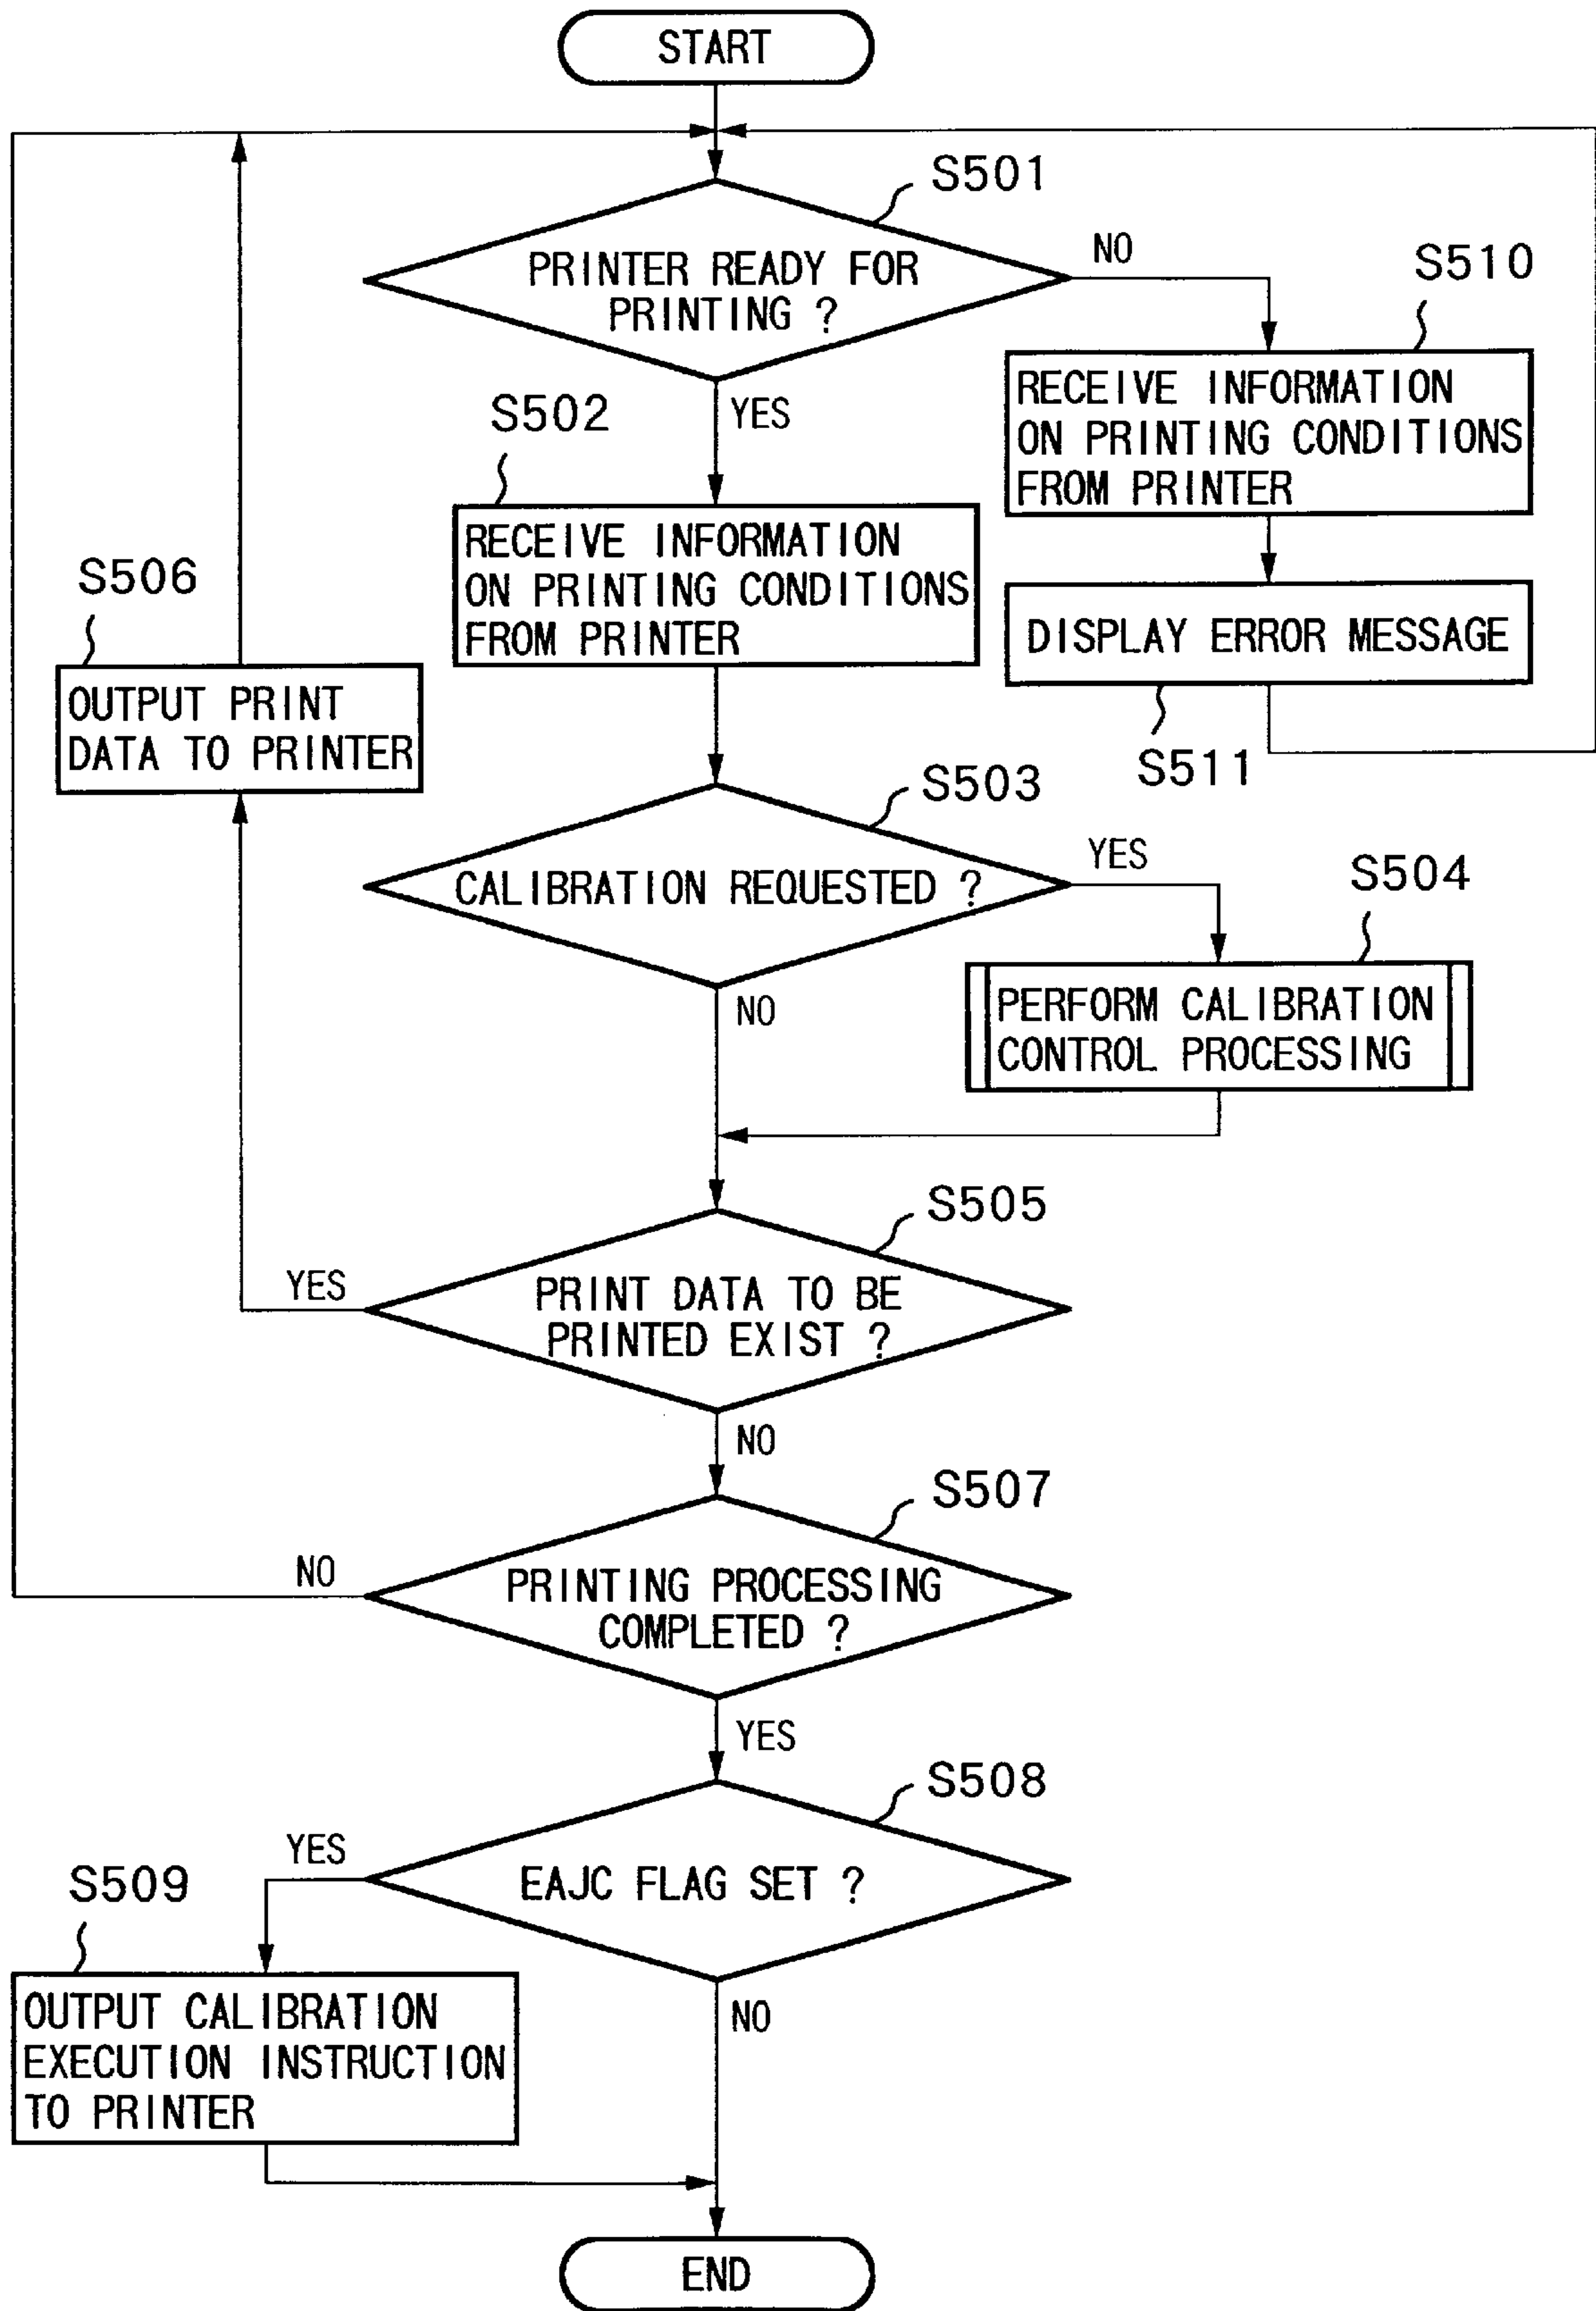 START
S501
PRINTER READY FOR
PRINTING ?
NO
S510
RECEIVE INFORMATION
ON PRINTING CONDITIONS
FROM PRINTER
YES
S502
RECEIVE INFORMATION
ON PRINTING CONDITIONS
FROM PRINTER
DISPLAY ERROR MESSAGE
S511
S506
OUTPUT PRINT
DATA TO PRINTER
S503
CALIBRATION REQUESTED ?
YES
S504
PERFORM CALIBRATION
CONTROL PROCESSING
NO
S505
PRINT DATA TO BE
PRINTED EXIST ?
YES
NO
S507
PRINTING PROCESSING
COMPLETED ?
NO
YES
S508
EAJC FLAG SET ?
YES
S509
OUTPUT CALIBRATION
EXECUTION INSTRUCTION
TO PRINTER
NO
END